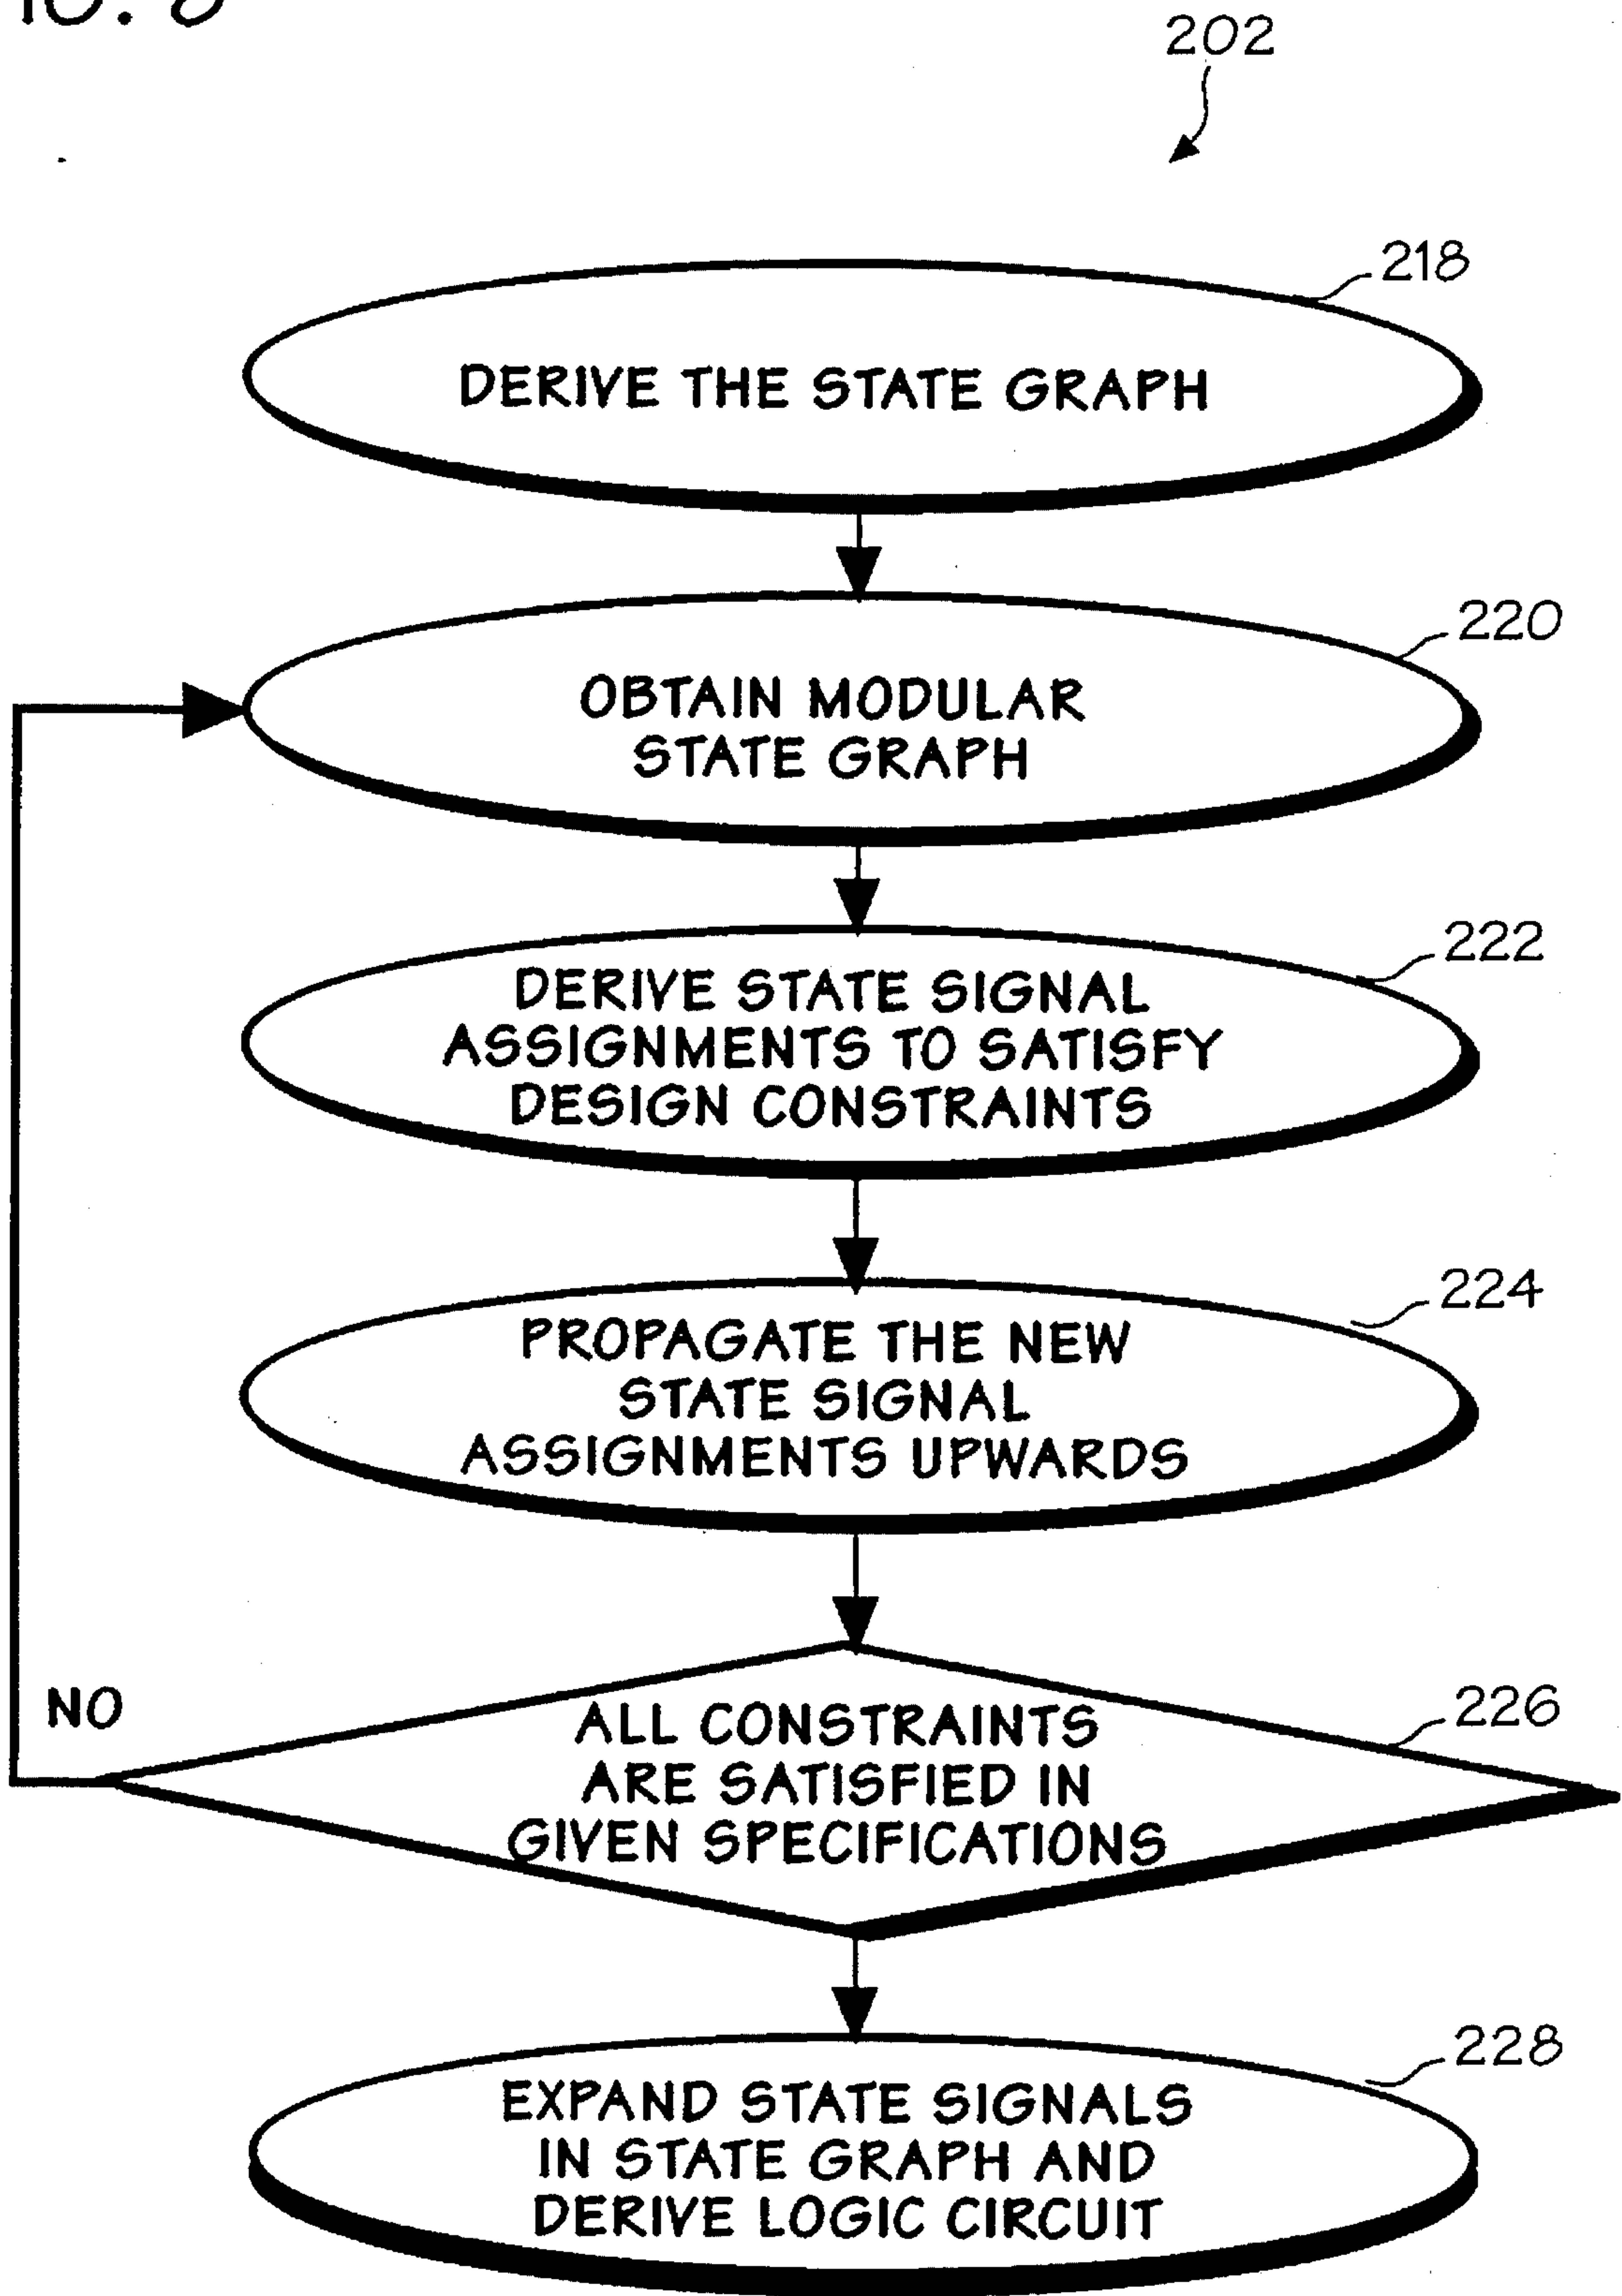 202
218
DERIVE THE STATE GRAPH
220
OBTAIN MODULAR
STATE GRAPH
222
DERIVE STATE SIGNAL
ASSIGNMENTS TO SATISFY
DESIGN CONSTRAINTS
224
PROPAGATE THE NEW
STATE SIGNAL
ASSIGNMENTS UPWARDS
NO
226
ALL CONSTRAINTS
ARE SATISFIED IN
GIVEN SPECIFICATIONS
228
EXPAND STATE SIGNALS
IN STATE GRAPH AND
DERIVE LOGIC CIRCUIT